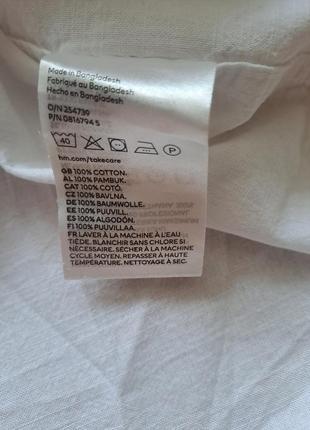 Made in Bangladesh
Fabriqué au Bangladesh
Hecho en Bangladesh
O/N 254739
P/N 0816794 5
40 P
hm.com/takecare
GB 100% COTTON.
AL 100% PAMBUK.
CAT 100% COTÓ.
CZ 100% BAVLNA.
DE 100% BAUMWOLLE.
EE 100% PUUVILL.
ES 100% ALGODÓN.
FI 100% PUUVILLAA.
FR LAVER À LA MACHINE À L'EAU
TIÈDE. BLANCHIR SANS CHLORE SI
NÉCESSAIRE. SÉCHER À LA MACHINE
CYCLE MOYEN. REPASSER À HAUTE
TEMPÉRATURE. NETTOYAGE À SEC.